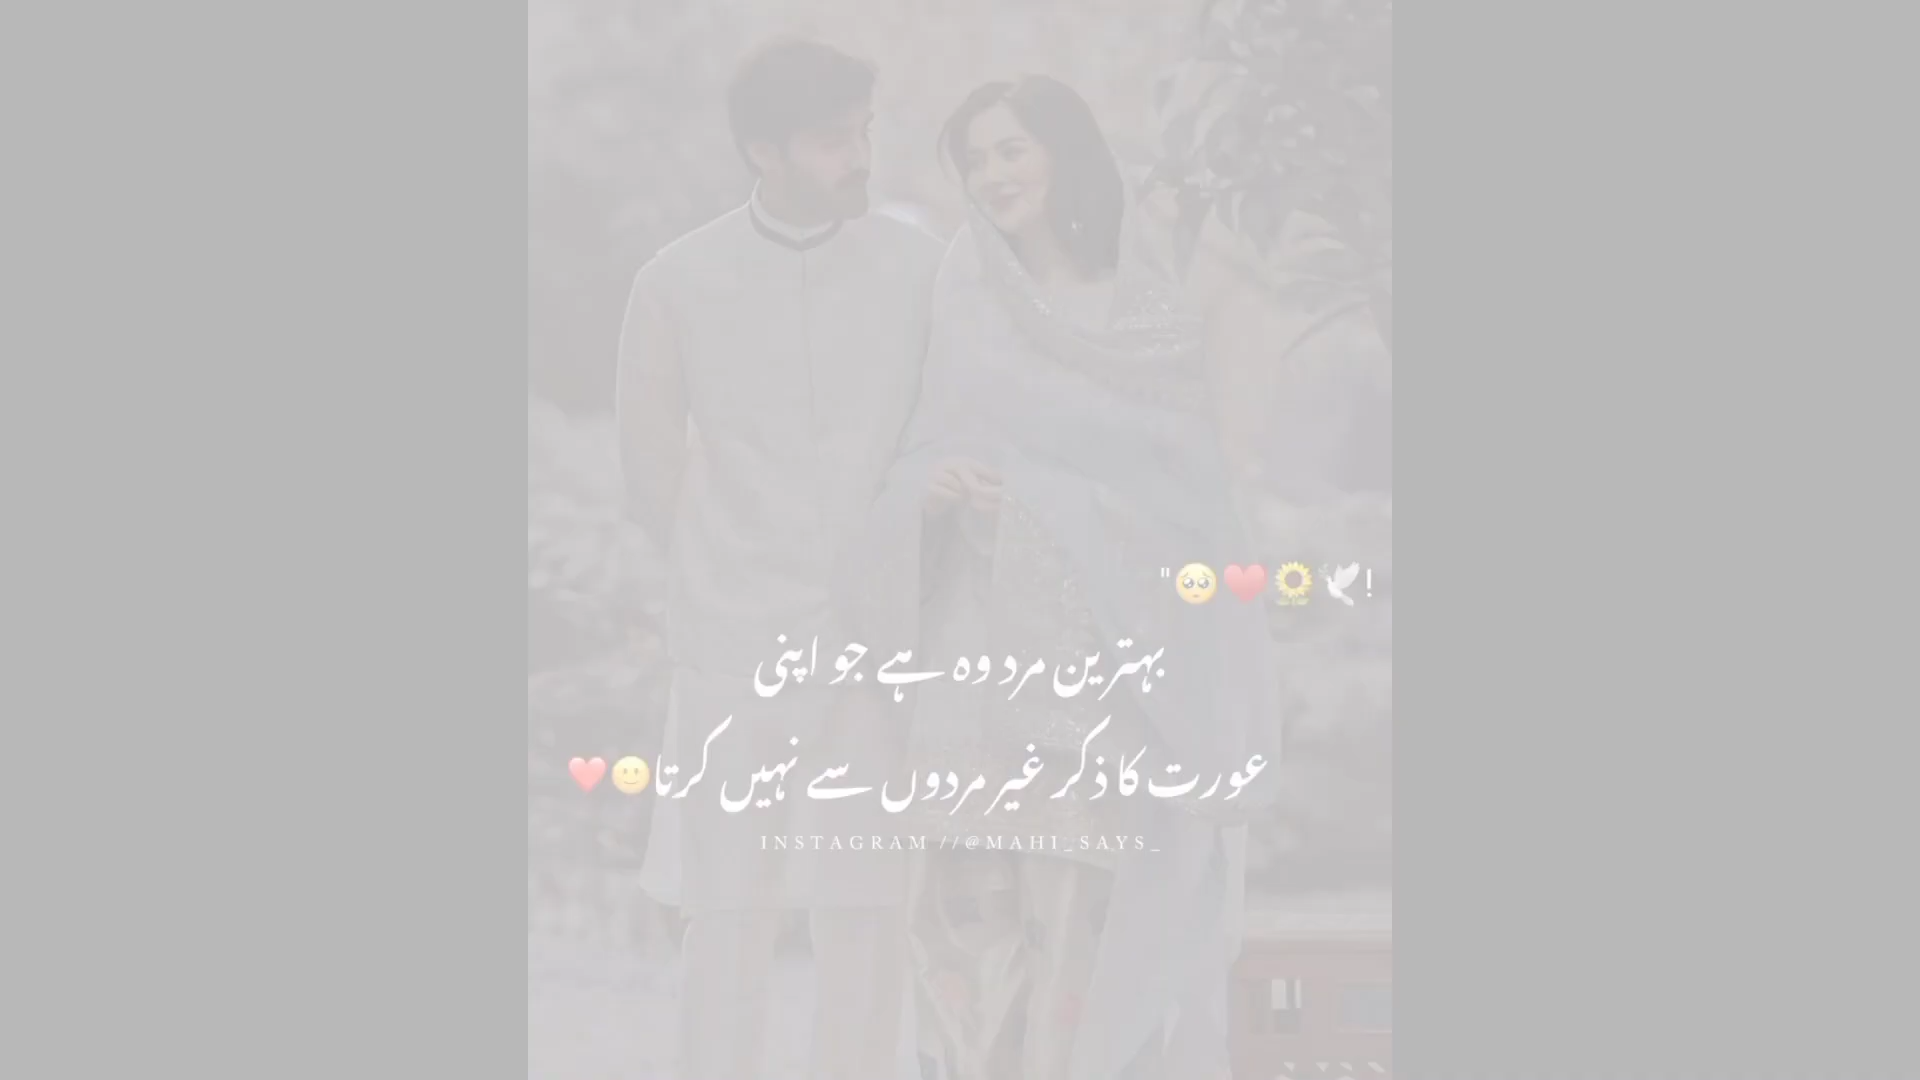 "🥺❤️🌻🕊️!
بہترین مرد وہ ہے جو اپنی
عورت کا ذکر غیر مردوں سے نہیں کرتا🙂❤️
INSTAGRAM //@MAHI_SAYS_